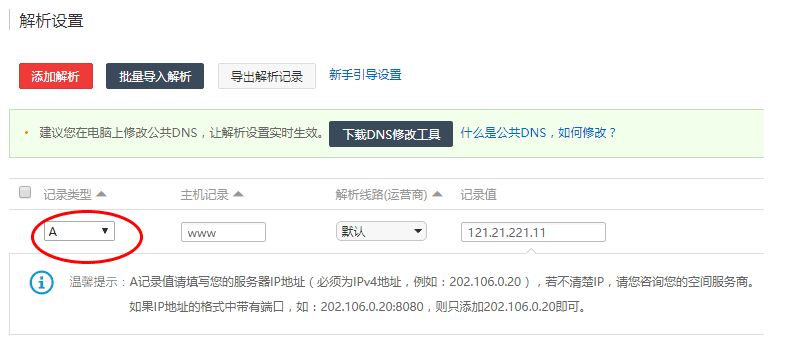 解析设置
添加解析 批量导入解析 导出解析记录 新手引导设置
• 建议您在电脑上修改公共DNS，让解析设置实时生效。 下载DNS修改工具 什么是公共DNS，如何修改？
记录类型 主机记录 解析线路(运营商) 记录值
A www 默认 121.21.221.11
温馨提示：A记录值请填写您的服务器IP地址（必须为IPv4地址，例如：202.106.0.20），若不清楚IP，请您咨询您的空间服务商。
如果IP地址的格式中带有端口，如：202.106.0.20:8080，则只添加202.106.0.20即可。